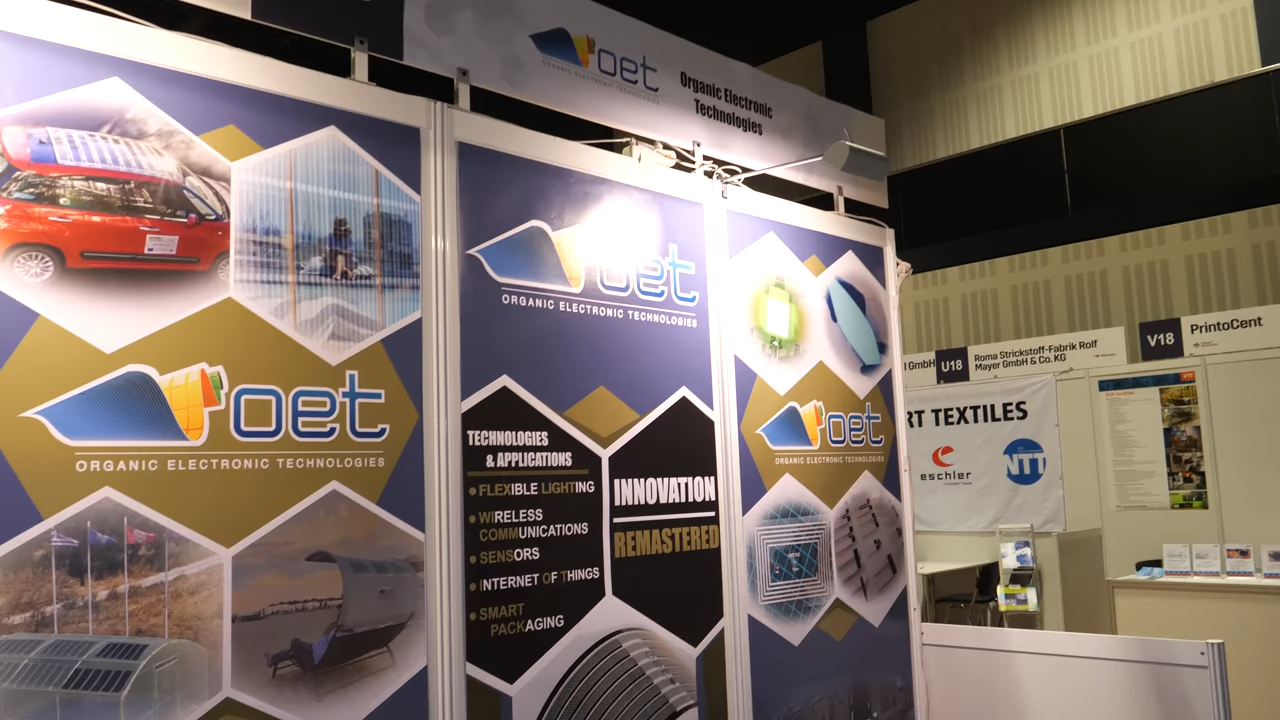 oet
ORGANIC ELECTRONIC TECHNOLOGIES
Organic Electronic
Technologies
oet
ORGANIC ELECTRONIC TECHNOLOGIES
oet
ORGANIC ELECTRONIC TECHNOLOGIES
TECHNOLOGIES
& APPLICATIONS
FLEXIBLE LIGHTING
WIRELESS
COMMUNICATIONS
SENSORS
INTERNET OF THINGS
SMART
PACKAGING
INNOVATION
REMASTERED
oet
ORGANIC ELECTRONIC TECHNOLOGIES
GmbH
U18
Roma Strickstoff-Fabrik Rolf
Mayer GmbH & Co. KG
V18
PrintoCent
RT TEXTILES
eschler
NTT